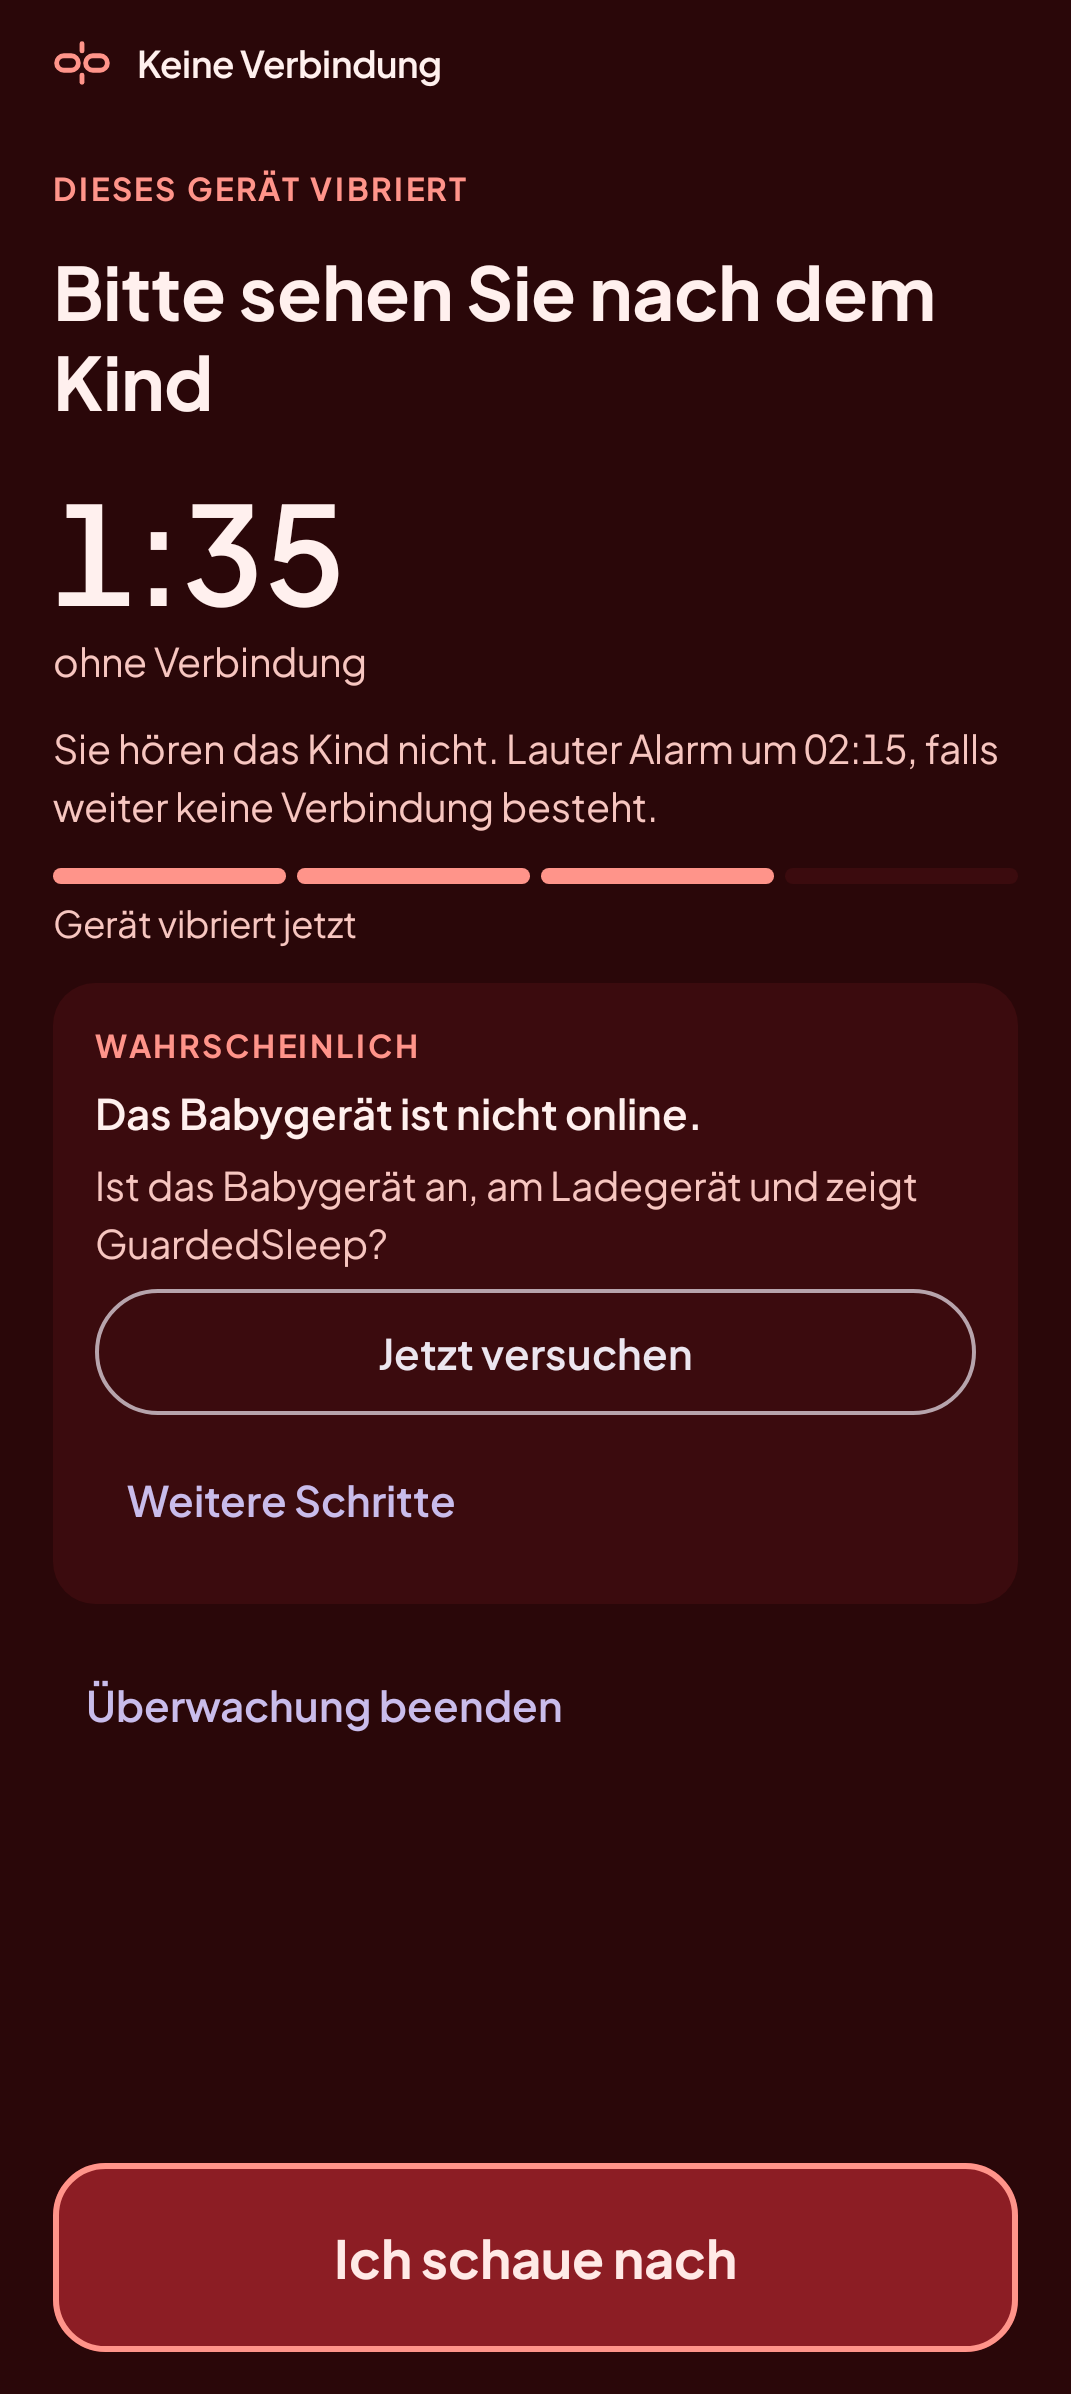 Keine Verbindung
DIESES GERÄT VIBRIERT
Bitte sehen Sie nach dem
Kind
1:35
ohne Verbindung
Sie hören das Kind nicht. Lauter Alarm um 02:15, falls
weiter keine Verbindung besteht.
Gerät vibriert jetzt
WAHRSCHEINLICH
Das Babygerät ist nicht online.
Ist das Babygerät an, am Ladegerät und zeigt
GuardedSleep?
Jetzt versuchen
Weitere Schritte
Überwachung beenden
Ich schaue nach